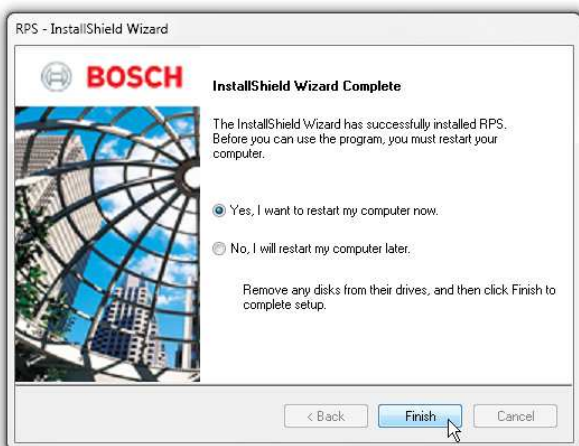 RPS - InstallShield Wizard
BOSCH
InstallShield Wizard Complete
The InstallShield Wizard has successfully installed RPS.
Before you can use the program, you must restart your
computer.
Yes, I want to restart my computer now.
No, I will restart my computer later.
Remove any disks from their drives, and then click Finish to
complete setup.
< Back
Finish
Cancel